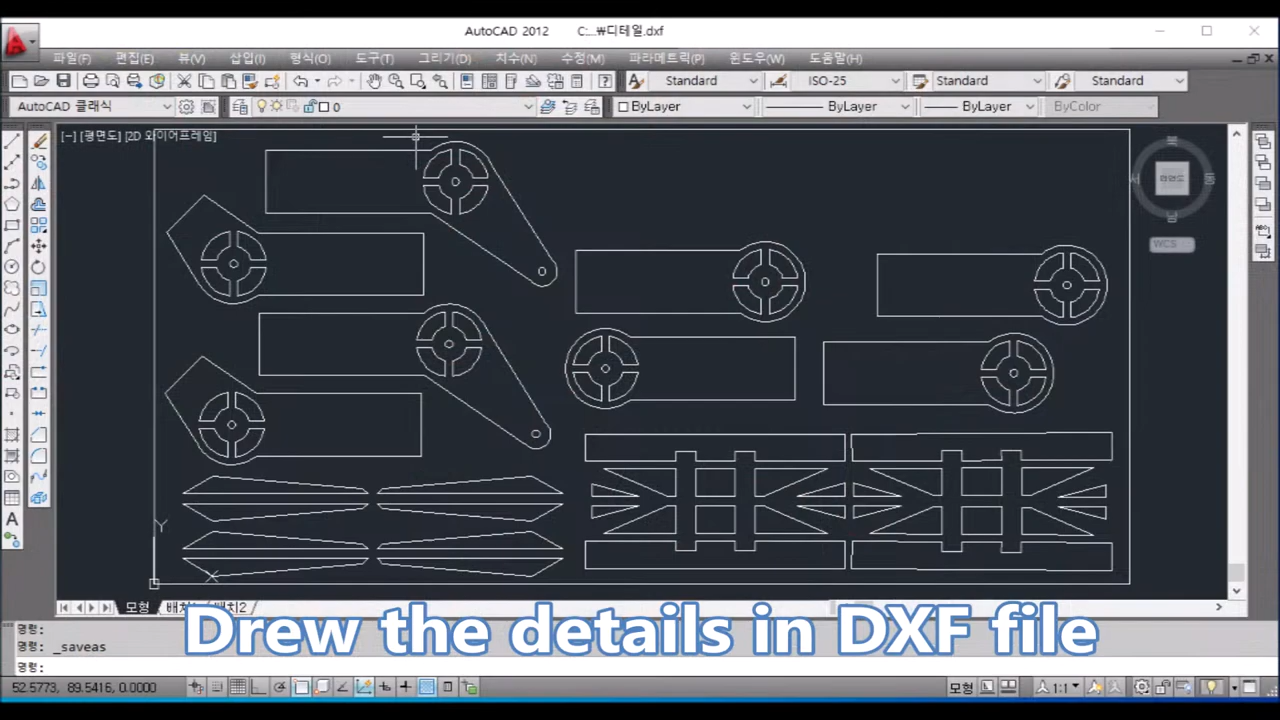 AutoCAD 2012 C:...₩디테일.dxf
파일(F) 편집(E) 뷰(V) 삽입(I) 형식(O) 도구(T) 그리기(D) 치수(N) 수정(M) 파라메트릭(P) 윈도우(W) 도움말(H)
Standard ISO-25 Standard Standard
AutoCAD 클래식 0 ByLayer ByLayer ByLayer ByColor
[−] [평면도] [2D 와이어프레임]
서
WCS
Y
X
모형
명령:
명령: _saveas
명령:
Drew the details in DXF file
52.5773, 89.5416, 0.0000 모형 1:1